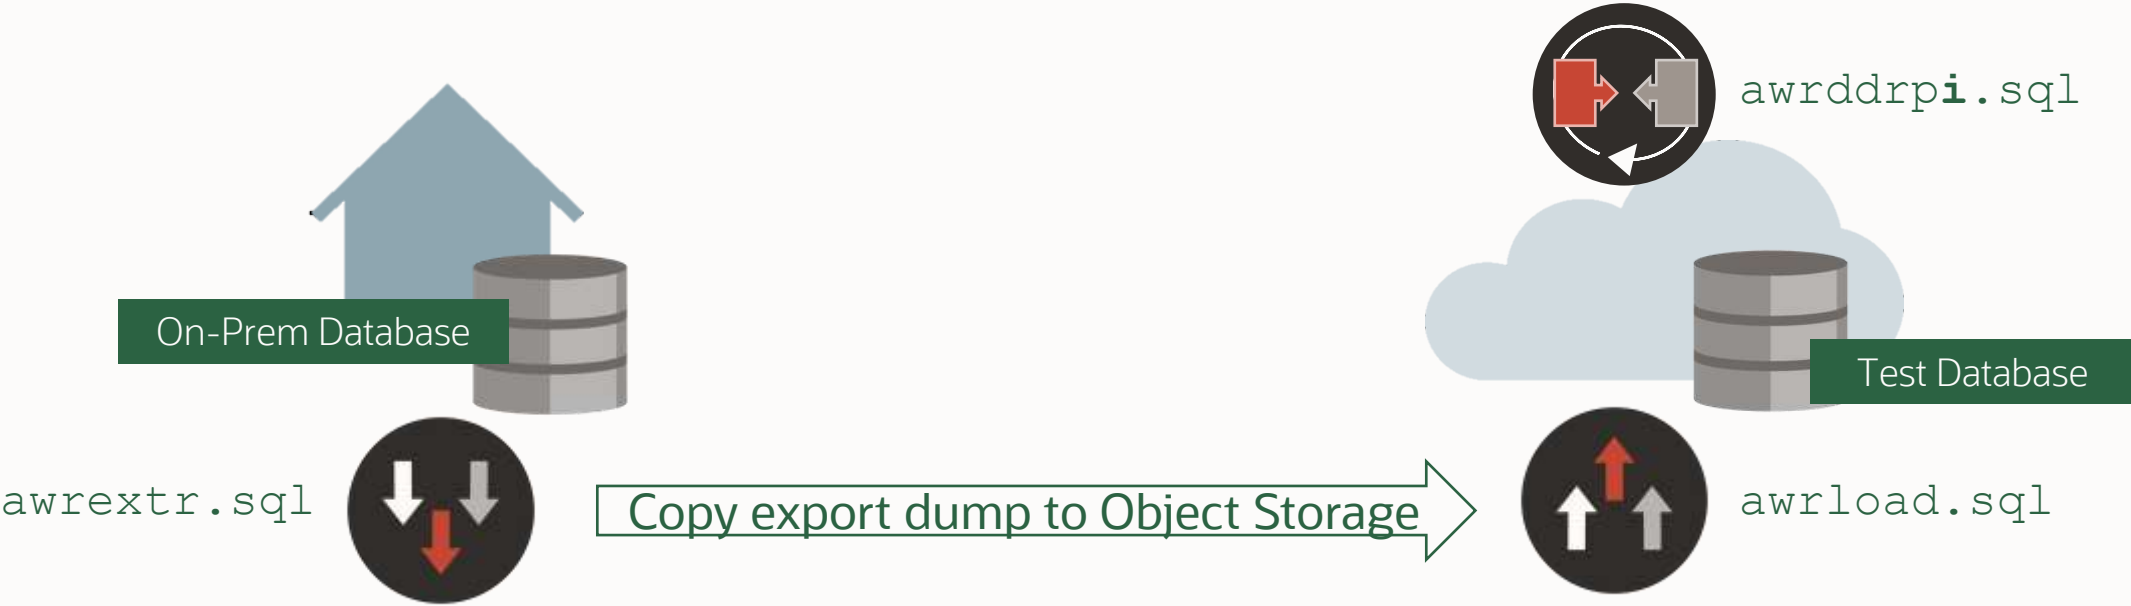 awrddrpi.sql
On-Prem Database
Test Database
awrextr.sql
Copy export dump to Object Storage
awrload.sql